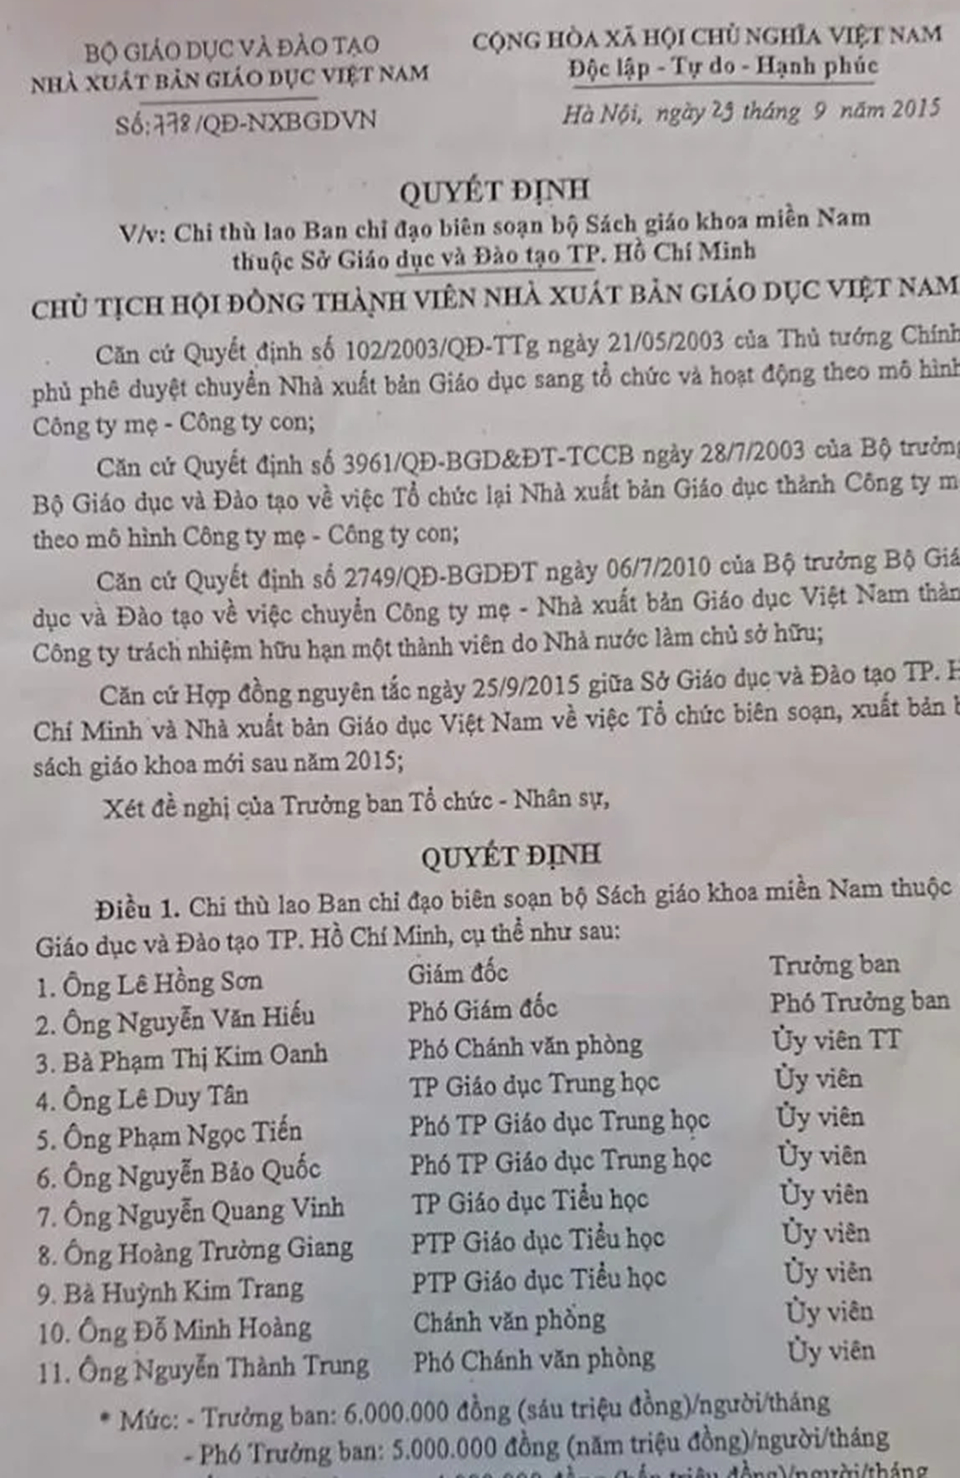 BỘ GIÁO DỤC VÀ ĐÀO TẠO
NHÀ XUẤT BẢN GIÁO DỤC VIỆT NAM
Số: 778/QĐ-NXBGDVN
CỘNG HÒA XÃ HỘI CHỦ NGHĨA VIỆT NAM
Độc lập - Tự do - Hạnh phúc
Hà Nội, ngày 29 tháng 9 năm 2015
QUYẾT ĐỊNH
V/v: Chi thù lao Ban chỉ đạo biên soạn bộ Sách giáo khoa miền Nam
thuộc Sở Giáo dục và Đào tạo TP. Hồ Chí Minh
CHỦ TỊCH HỘI ĐỒNG THÀNH VIÊN NHÀ XUẤT BẢN GIÁO DỤC VIỆT NAM
Căn cứ Quyết định số 102/2003/QĐ-TTg ngày 21/05/2003 của Thủ tướng Chính
phủ phê duyệt chuyển Nhà xuất bản Giáo dục sang tổ chức và hoạt động theo mô hình
Công ty mẹ - Công ty con;
Căn cứ Quyết định số 3961/QĐ-BGD&ĐT-TCCB ngày 28/7/2003 của Bộ trưởng
Bộ Giáo dục và Đào tạo về việc Tổ chức lại Nhà xuất bản Giáo dục thành Công ty m
theo mô hình Công ty mẹ - Công ty con;
Căn cứ Quyết định số 2749/QĐ-BGDĐT ngày 06/7/2010 của Bộ trưởng Bộ Giá
dục và Đào tạo về việc chuyển Công ty mẹ - Nhà xuất bản Giáo dục Việt Nam thàn
Công ty trách nhiệm hữu hạn một thành viên do Nhà nước làm chủ sở hữu;
Căn cứ Hợp đồng nguyên tắc ngày 25/9/2015 giữa Sở Giáo dục và Đào tạo TP. H
Chí Minh và Nhà xuất bản Giáo dục Việt Nam về việc Tổ chức biên soạn, xuất bản b
sách giáo khoa mới sau năm 2015;
Xét đề nghị của Trưởng ban Tổ chức - Nhân sự,
QUYẾT ĐỊNH
Điều 1. Chi thù lao Ban chỉ đạo biên soạn bộ Sách giáo khoa miền Nam thuộc
Giáo dục và Đào tạo TP. Hồ Chí Minh, cụ thể như sau:
1. Ông Lê Hồng Sơn Giám đốc Trưởng ban
2. Ông Nguyễn Văn Hiếu Phó Giám đốc Phó Trưởng ban
3. Bà Phạm Thị Kim Oanh Phó Chánh văn phòng Ủy viên TT
4. Ông Lê Duy Tân TP Giáo dục Trung học Ủy viên
5. Ông Phạm Ngọc Tiến Phó TP Giáo dục Trung học Ủy viên
6. Ông Nguyễn Bảo Quốc Phó TP Giáo dục Trung học Ủy viên
7. Ông Nguyễn Quang Vinh TP Giáo dục Tiểu học Ủy viên
8. Ông Hoàng Trường Giang PTP Giáo dục Tiểu học Ủy viên
9. Bà Huỳnh Kim Trang PTP Giáo dục Tiểu học Ủy viên
10. Ông Đỗ Minh Hoàng Chánh văn phòng Ủy viên
11. Ông Nguyễn Thành Trung Phó Chánh văn phòng Ủy viên
* Mức: - Trưởng ban: 6.000.000 đồng (sáu triệu đồng)/người/tháng
- Phó Trưởng ban: 5.000.000 đồng (năm triệu đồng)/người/tháng